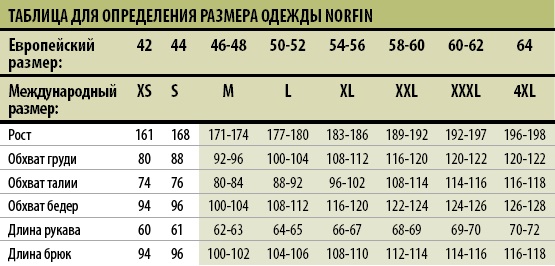 ТАБЛИЦА ДЛЯ ОПРЕДЕЛЕНИЯ РАЗМЕРА ОДЕЖДЫ NORFIN
Европейский размер: 42 44 46-48 50-52 54-56 58-60 60-62 64
Международный размер: XS S M L XL XXL XXXL 4XL
Рост 161 168 171-174 177-180 183-186 189-192 192-197 196-198
Обхват груди 80 88 92-96 100-104 108-112 116-120 120-122 120-122
Обхват талии 74 76 80-84 88-92 96-102 108-114 114-116 116-118
Обхват бедер 94 96 100-104 108-112 116-120 122-124 124-126 126-128
Длина рукава 60 61 62-63 64-65 66-67 68-69 69-70 70-72
Длина брюк 94 96 100-102 104-106 108-110 112-114 114-116 116-118